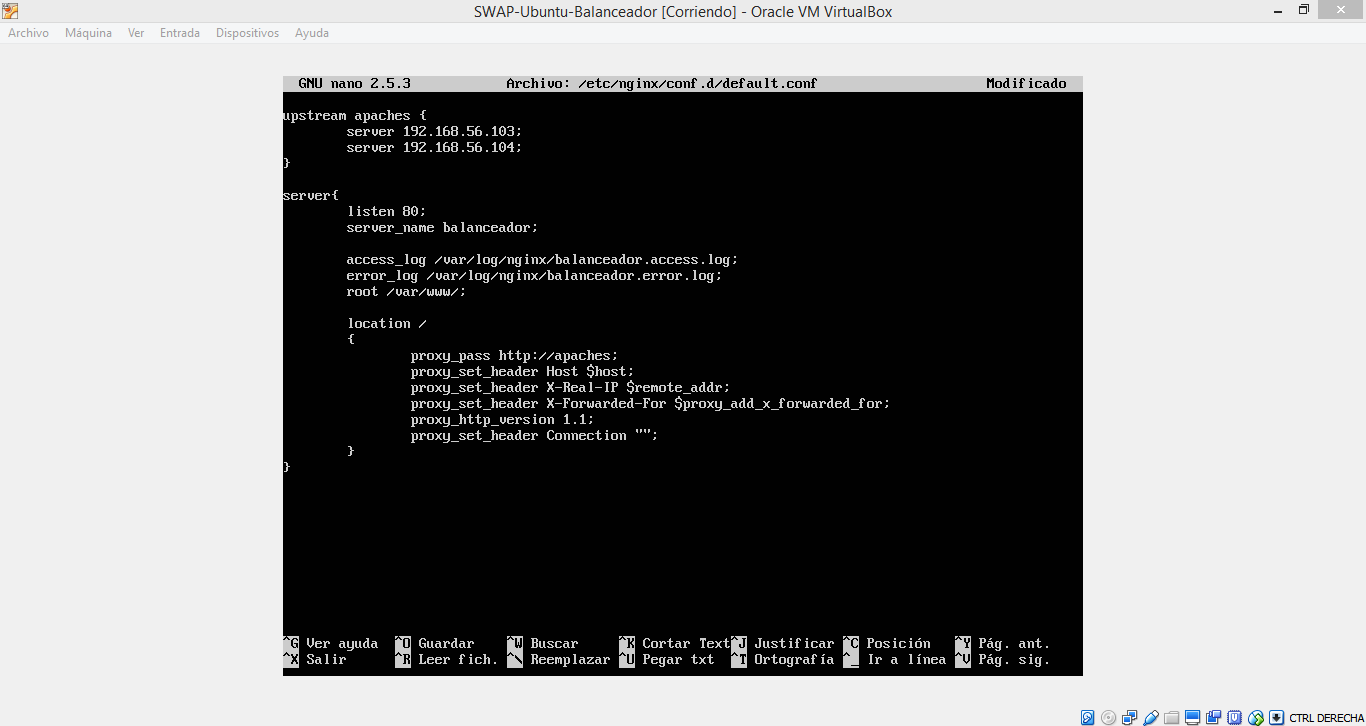 SWAP-Ubuntu-Balanceador [Corriendo] - Oracle VM VirtualBox
Archivo Máquina Ver Entrada Dispositivos Ayuda
GNU nano 2.5.3 Archivo: /etc/nginx/conf.d/default.conf Modificado
upstream apaches {
server 192.168.56.103;
server 192.168.56.104;
}
server{
listen 80;
server_name balanceador;
access_log /var/log/nginx/balanceador.access.log;
error_log /var/log/nginx/balanceador.error.log;
root /var/www/;
location /
{
proxy_pass http://apaches;
proxy_set_header Host $host;
proxy_set_header X-Real-IP $remote_addr;
proxy_set_header X-Forwarded-For $proxy_add_x_forwarded_for;
proxy_http_version 1.1;
proxy_set_header Connection "";
}
}
^G Ver ayuda ^O Guardar ^W Buscar ^K Cortar Text ^J Justificar ^C Posición ^Y Pág. ant.
^X Salir ^R Leer fich. ^\ Reemplazar ^U Pegar txt ^T Ortografía ^_ Ir a línea ^V Pág. sig.
CTRL DERECHA